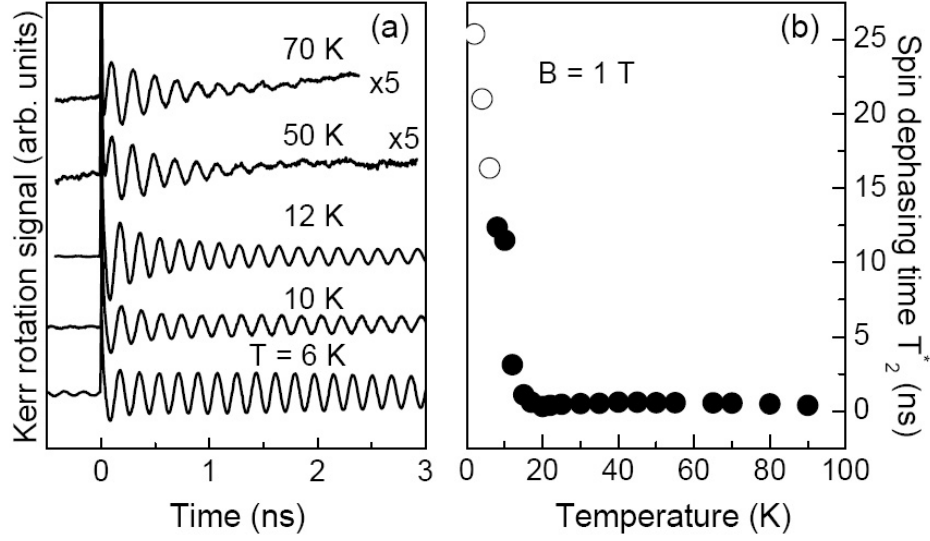 (a)
70 K
x5
50 K
x5
12 K
10 K
T = 6 K
Kerr rotation signal (arb. units)
0 1 2 3
Time (ns)
(b)
B = 1 T
25
20
15
10
5
0
Spin dephasing time T₂* (ns)
0 20 40 60 80 100
Temperature (K)